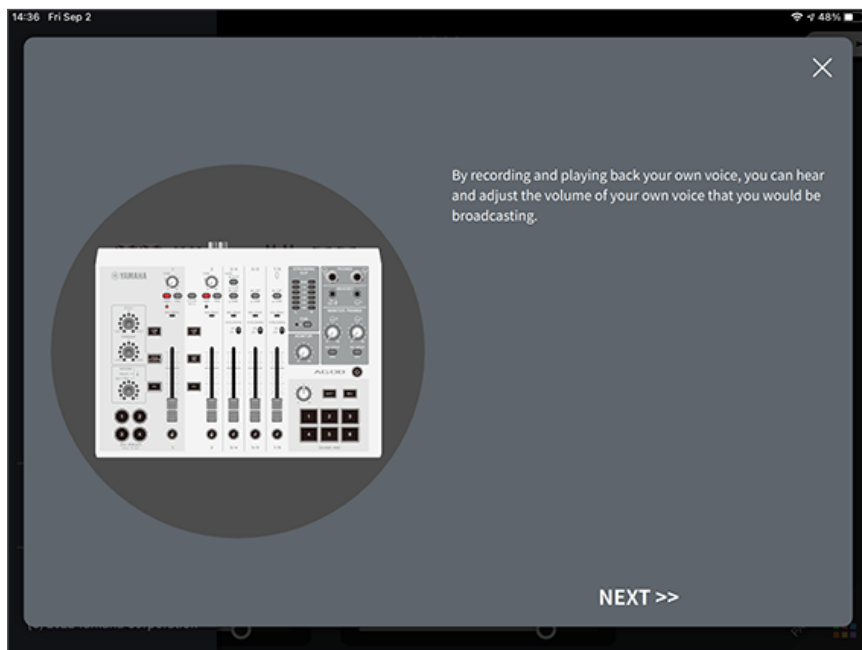 14:36 Fri Sep 2
48%
By recording and playing back your own voice, you can hear
and adjust the volume of your own voice that you would be
broadcasting.
YAMAHA
AG08
NEXT >>